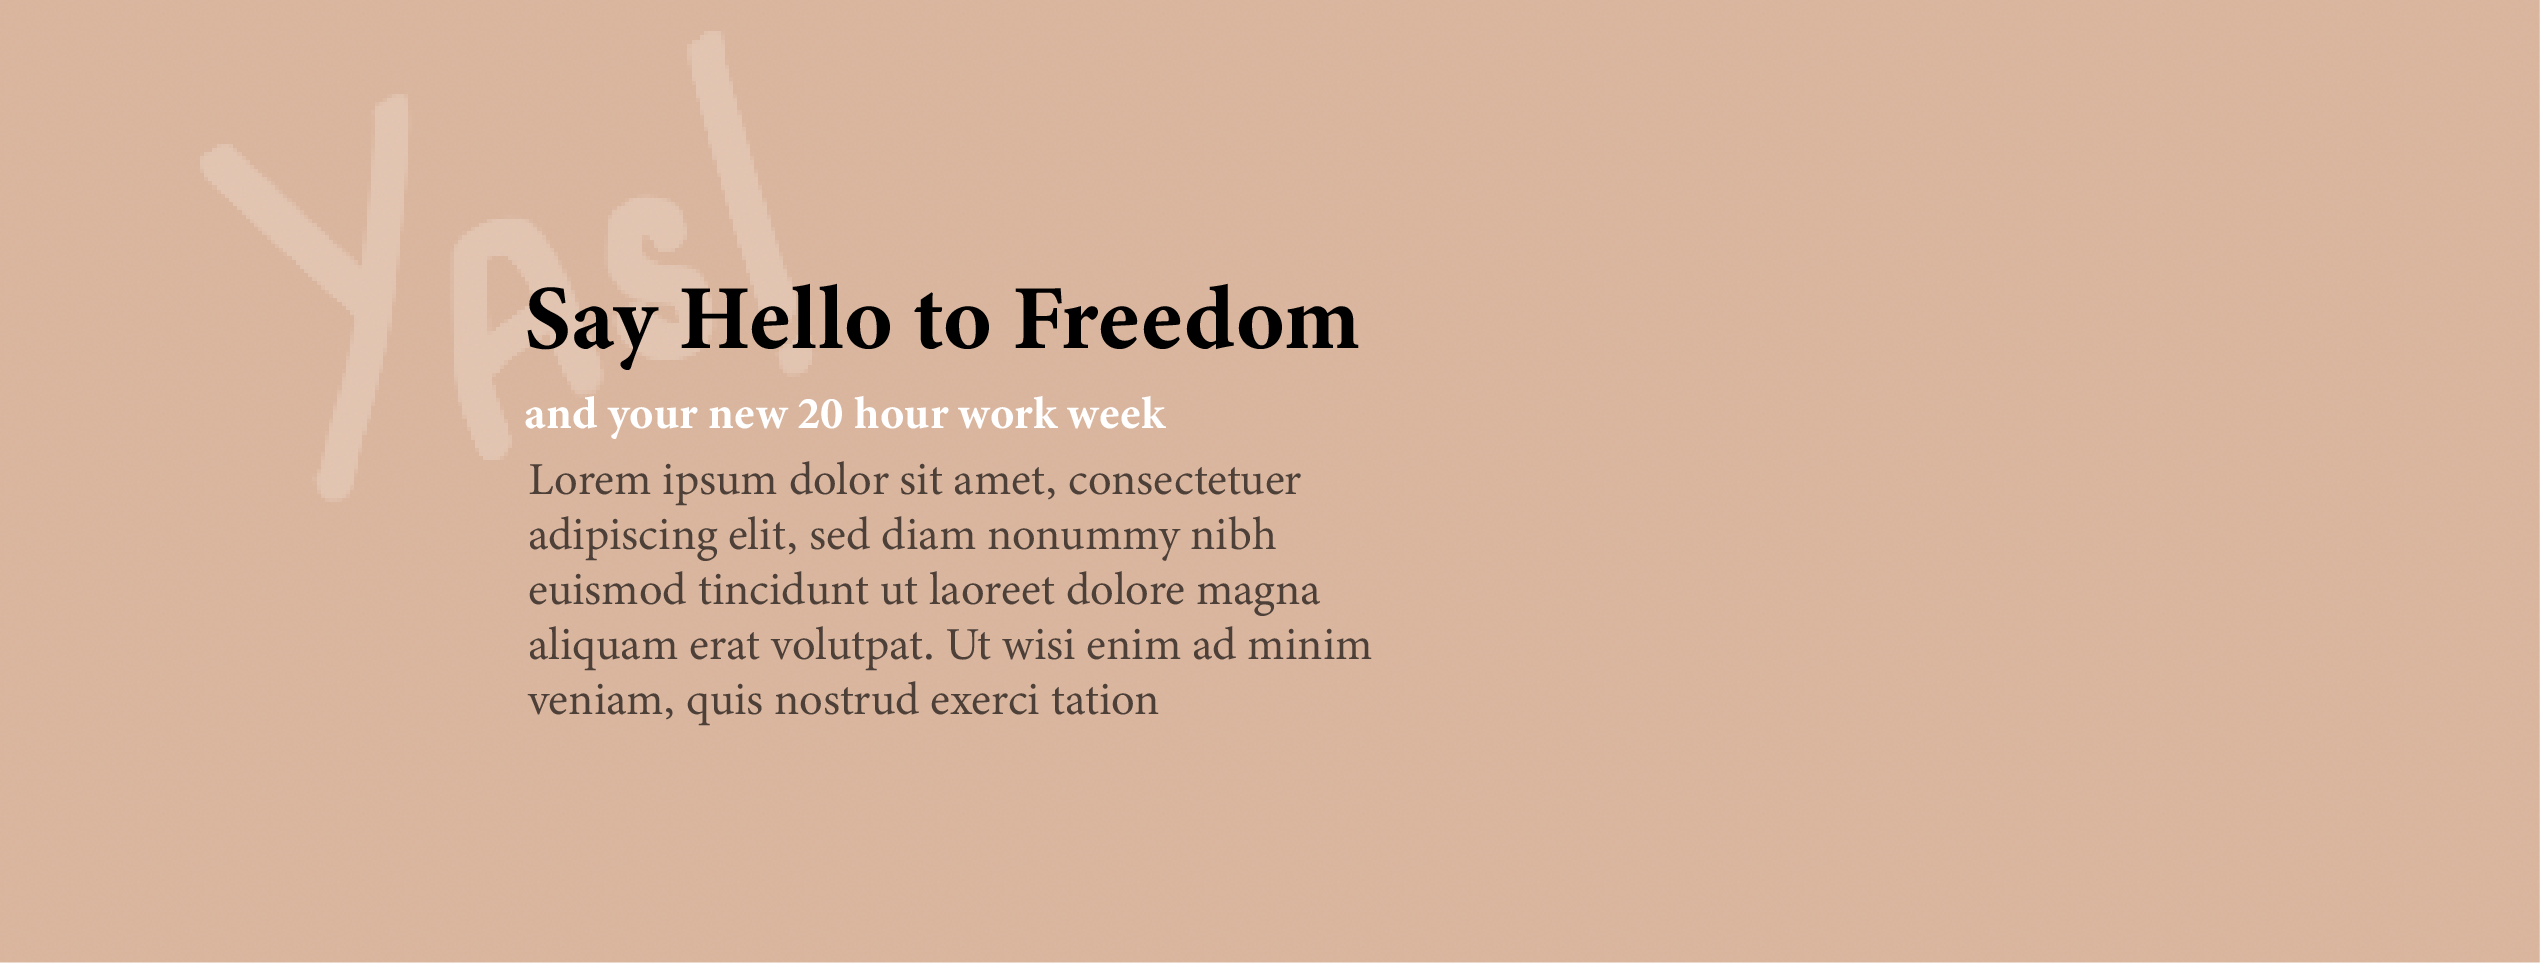 Yas!
Say Hello to Freedom
and your new 20 hour work week
Lorem ipsum dolor sit amet, consectetuer
adipiscing elit, sed diam nonummy nibh
euismod tincidunt ut laoreet dolore magna
aliquam erat volutpat. Ut wisi enim ad minim
veniam, quis nostrud exerci tation